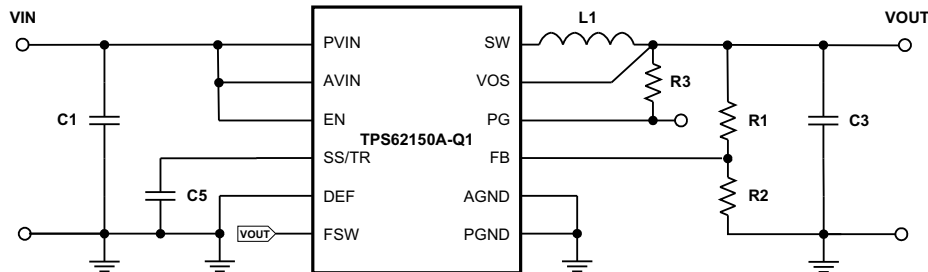 VIN
L1
VOUT
PVIN
SW
AVIN
VOS
R3
C1
EN
PG
R1
C3
TPS62150A-Q1
SS/TR
FB
C5
DEF
AGND
R2
VOUT
FSW
PGND